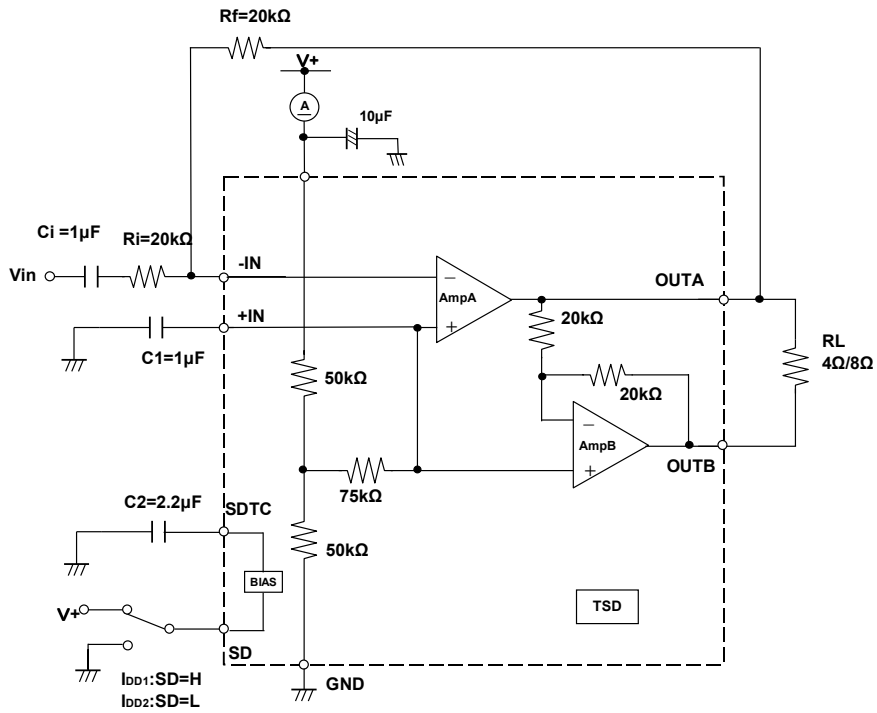 Rf=20kΩ
V+
A
10μF
Ci =1μF
Ri=20kΩ
Vin
-IN
AmpA
OUTA
+IN
C1=1μF
20kΩ
RL
4Ω/8Ω
50kΩ
20kΩ
AmpB
OUTB
75kΩ
C2=2.2μF
SDTC
50kΩ
BIAS
TSD
V+
SD
GND
IDD1:SD=H
IDD2:SD=L